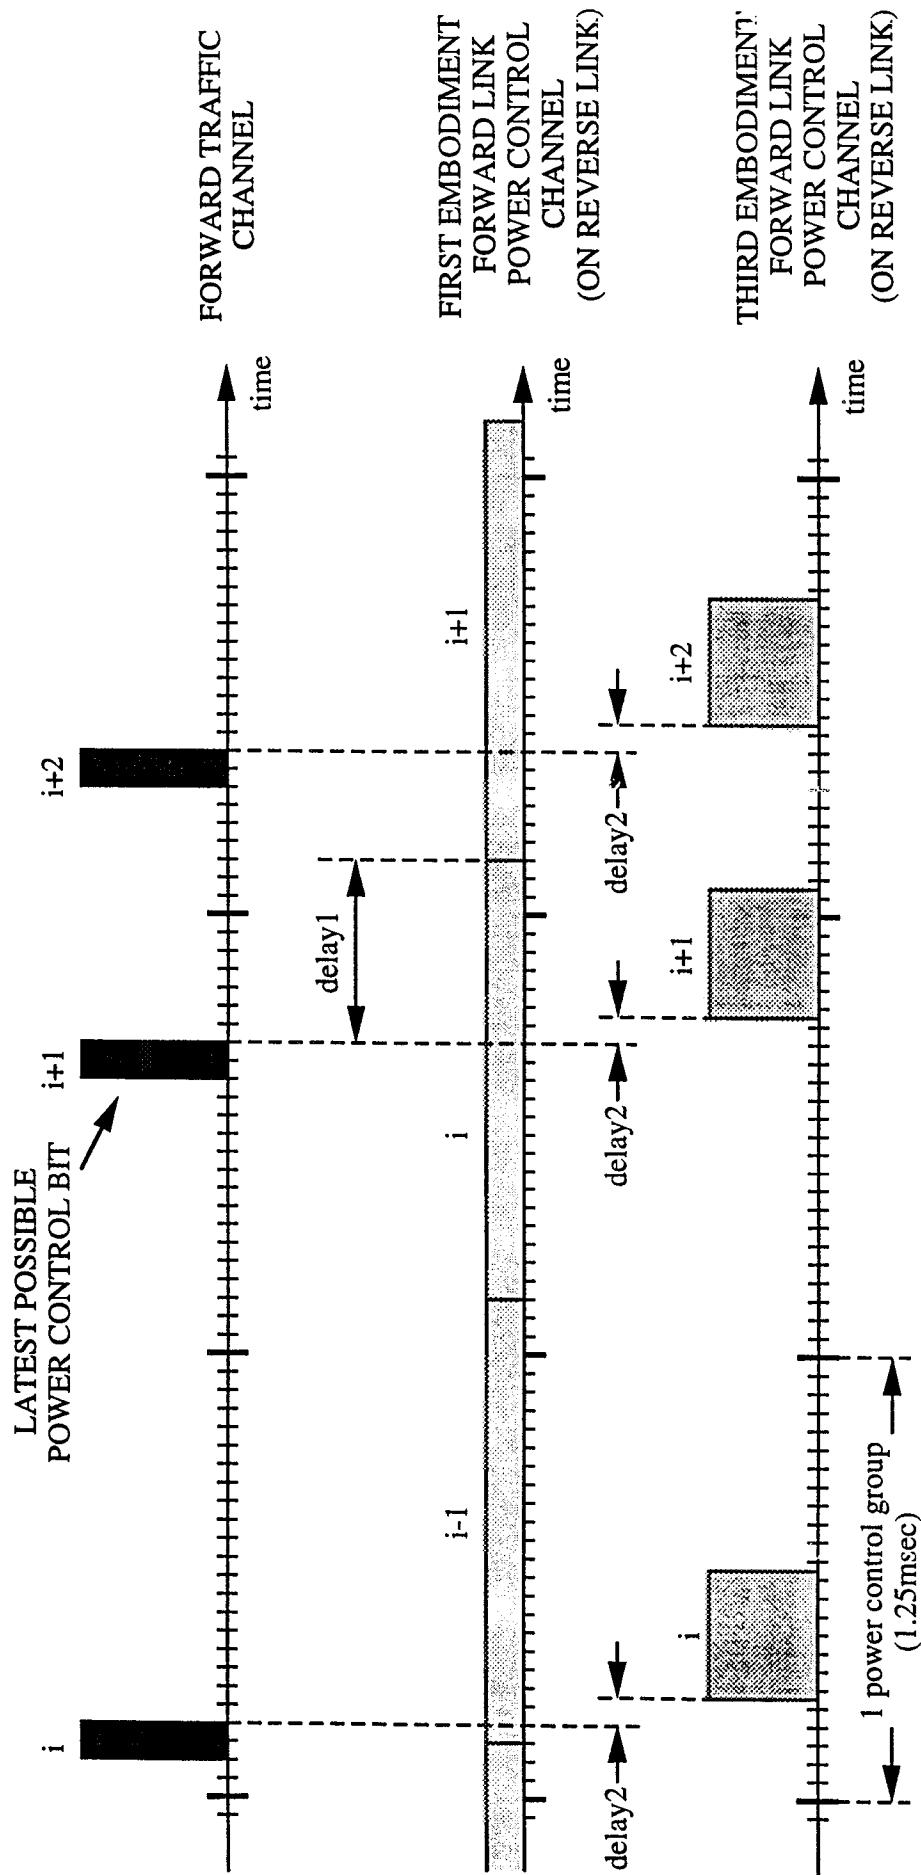 LATEST POSSIBLE
POWER CONTROL BIT
i
i+1
i+2
FORWARD TRAFFIC
CHANNEL
time
delay1
i-1
i
i+1
FIRST EMBODIMENT
FORWARD LINK
POWER CONTROL
CHANNEL
(ON REVERSE LINK)
time
delay2
delay2
delay2
i
i+1
i+2
THIRD EMBODIMENT
FORWARD LINK
POWER CONTROL
CHANNEL
(ON REVERSE LINK)
time
1 power control group
(1.25msec)